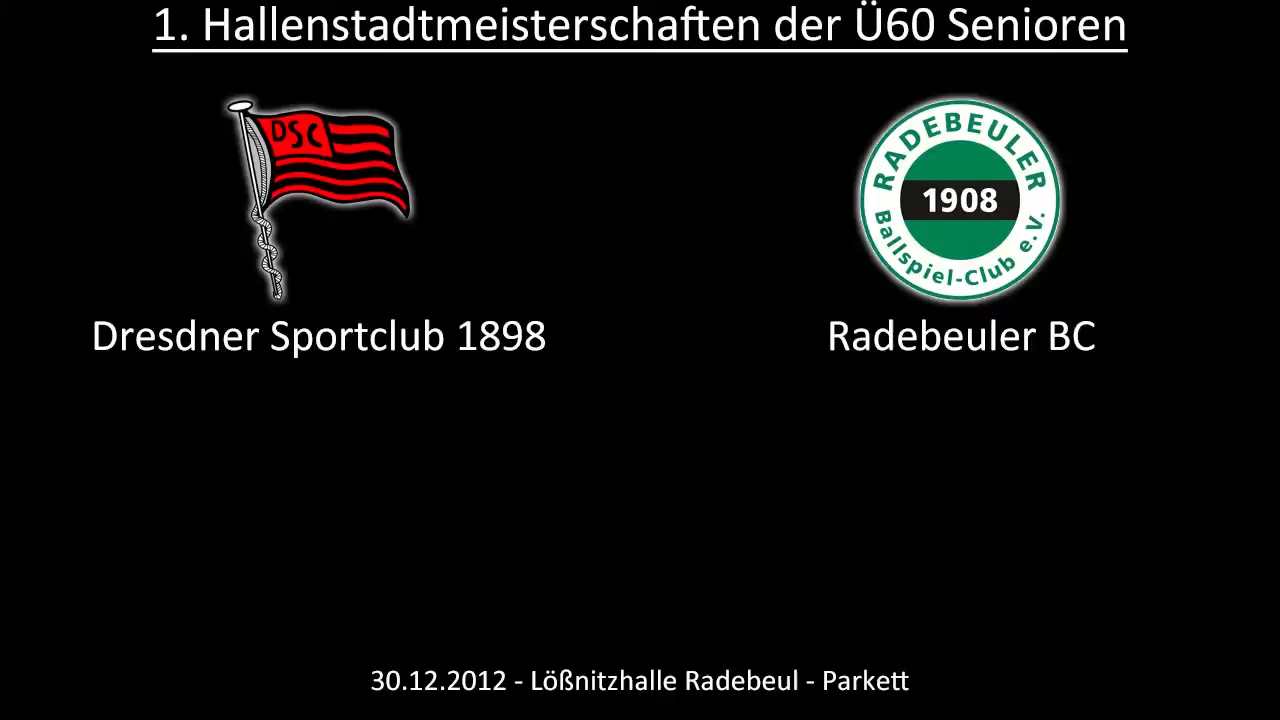 1. Hallenstadtmeisterschaften der Ü60 Senioren
DSC
RADEBEULER
1908
Ballspiel-Club e.V.
Dresdner Sportclub 1898
Radebeuler BC
30.12.2012 - Lößnitzhalle Radebeul - Parkett